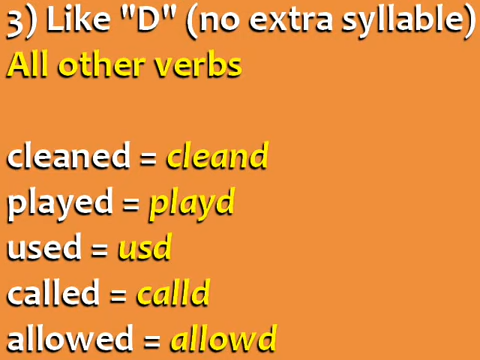 3) Like "D" (no extra syllable)
All other verbs
cleaned = cleand
played = playd
used = usd
called = calld
allowed = allowd